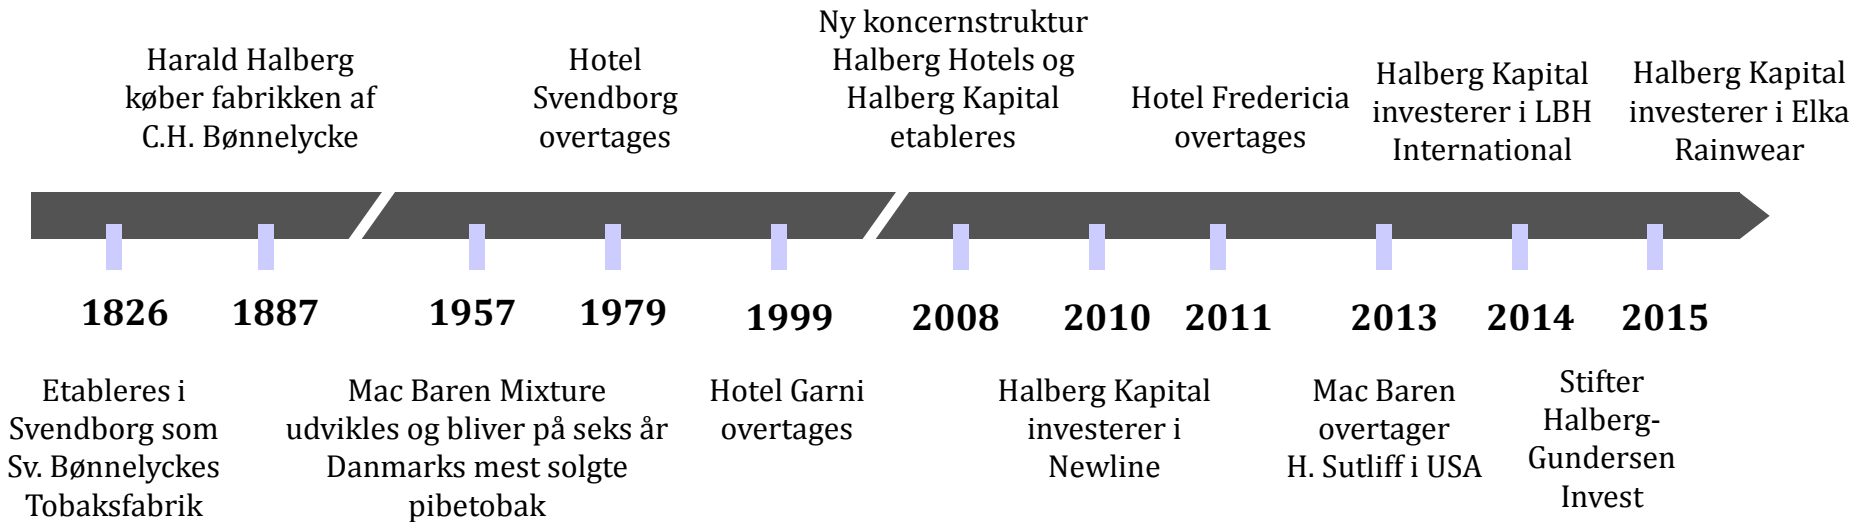 Harald Halberg
køber fabrikken af
C.H. Bønnelycke
Hotel
Svendborg
overtages
Ny koncernstruktur
Halberg Hotels og
Halberg Kapital
etableres
Hotel Fredericia
overtages
Halberg Kapital
investerer i LBH
International
Halberg Kapital
investerer i Elka
Rainwear
1826 1887 1957 1979 1999 2008 2010 2011 2013 2014 2015
Etableres i
Svendborg som
Sv. Bønnelyckes
Tobaksfabrik
Mac Baren Mixture
udvikles og bliver på seks år
Danmarks mest solgte
pibetobak
Hotel Garni
overtages
Halberg Kapital
investerer i
Newline
Mac Baren
overtager
H. Sutliff i USA
Stifter
Halberg-
Gundersen
Invest